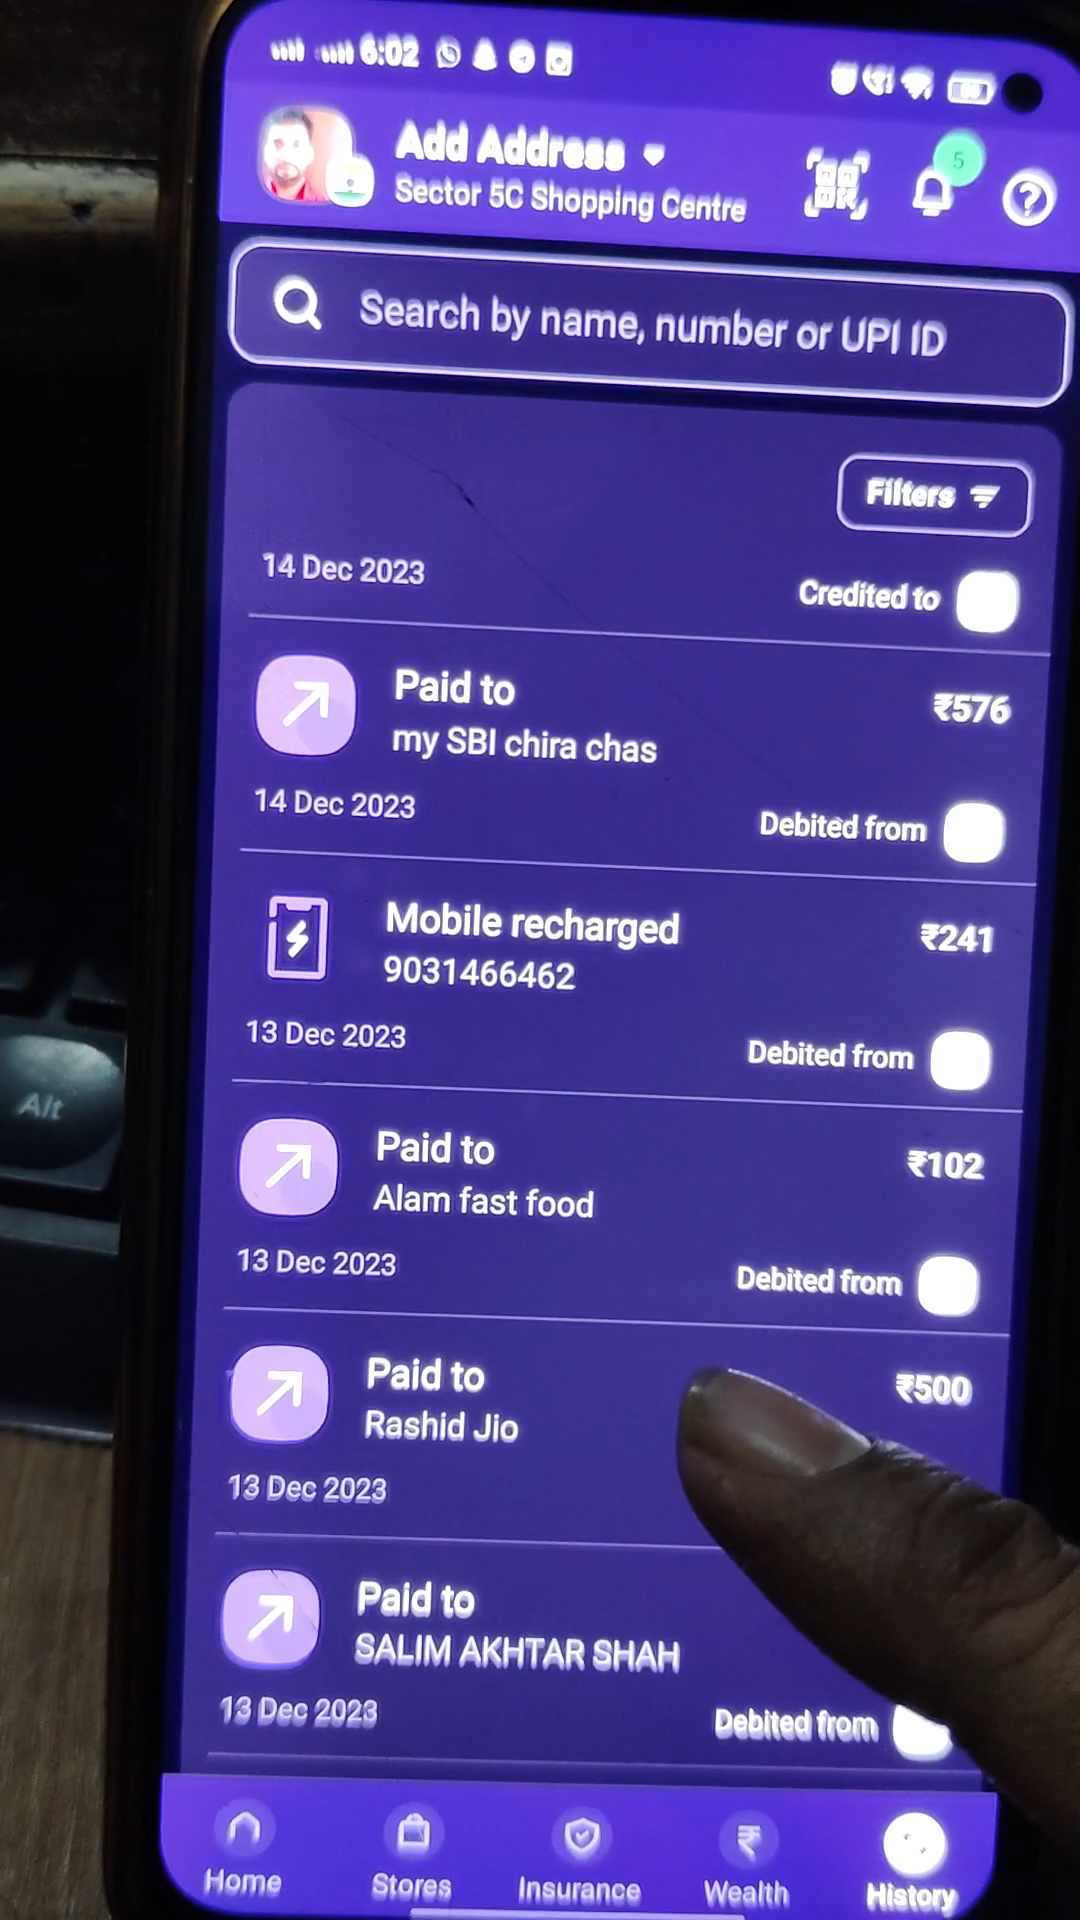 6:02
Add Address
Sector 5C Shopping Centre
5
?
Search by name, number or UPI ID
Filters
14 Dec 2023
Credited to
Paid to
₹576
my SBI chira chas
14 Dec 2023
Debited from
Mobile recharged
₹241
9031466462
13 Dec 2023
Debited from
Paid to
₹102
Alam fast food
13 Dec 2023
Debited from
Paid to
₹500
Rashid Jio
13 Dec 2023
Paid to
SALIM AKHTAR SHAH
13 Dec 2023
Debited from
Home
Stores
Insurance
₹
Wealth
History
Alt